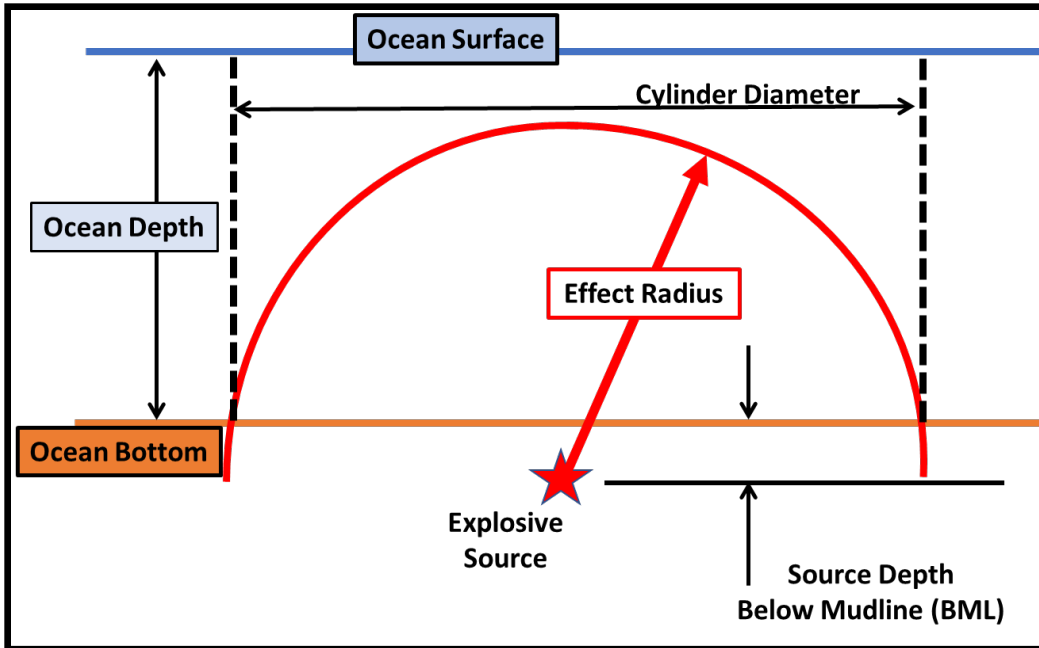 Ocean Surface
Cylinder Diameter
Ocean Depth
Effect Radius
Ocean Bottom
Explosive
Source
Source Depth
Below Mudline (BML)